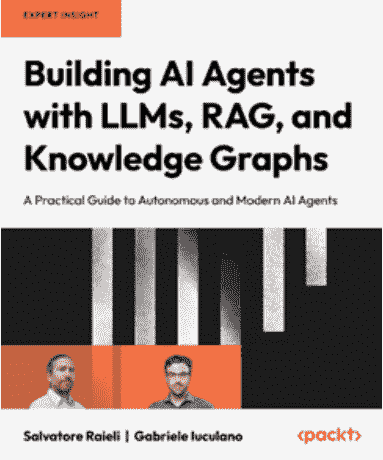 EXPERT INSIGHT
Building AI Agents
with LLMs, RAG, and
Knowledge Graphs
A Practical Guide to Autonomous and Modern AI Agents
Salvatore Raieli | Gabriele Iuculano
<packt>